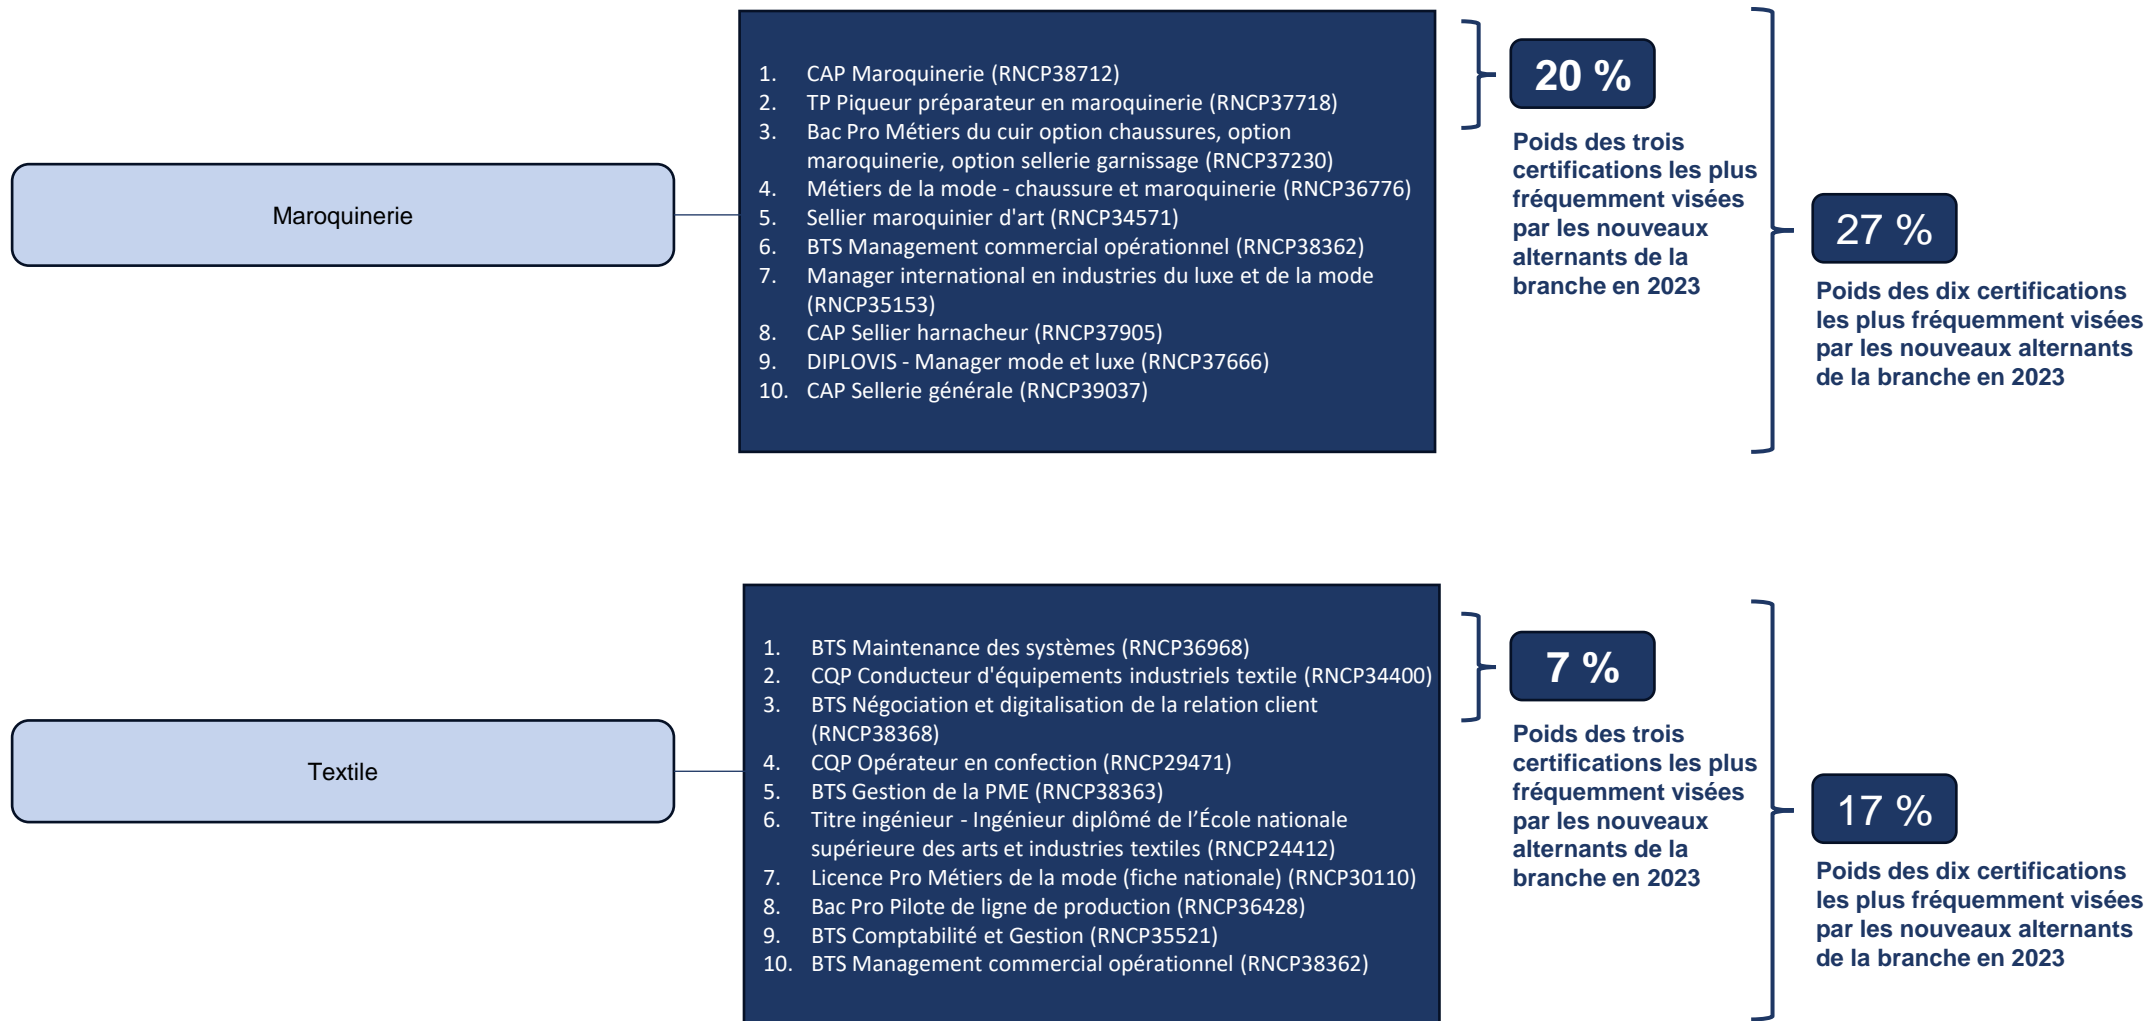 Maroquinerie
1. CAP Maroquinerie (RNCP38712)
2. TP Piqueur préparateur en maroquinerie (RNCP37718)
3. Bac Pro Métiers du cuir option chaussures, option
maroquinerie, option sellerie garnissage (RNCP37230)
4. Métiers de la mode - chaussure et maroquinerie (RNCP36776)
5. Sellier maroquinier d'art (RNCP34571)
6. BTS Management commercial opérationnel (RNCP38362)
7. Manager international en industries du luxe et de la mode
(RNCP35153)
8. CAP Sellier harnacheur (RNCP37905)
9. DIPLOVIS - Manager mode et luxe (RNCP37666)
10. CAP Sellerie générale (RNCP39037)
20 %
Poids des trois
certifications les plus
fréquemment visées
par les nouveaux
alternants de la
branche en 2023
27 %
Poids des dix certifications
les plus fréquemment visées
par les nouveaux alternants
de la branche en 2023
Textile
1. BTS Maintenance des systèmes (RNCP36968)
2. CQP Conducteur d'équipements industriels textile (RNCP34400)
3. BTS Négociation et digitalisation de la relation client
(RNCP38368)
4. CQP Opérateur en confection (RNCP29471)
5. BTS Gestion de la PME (RNCP38363)
6. Titre ingénieur - Ingénieur diplômé de l’École nationale
supérieure des arts et industries textiles (RNCP24412)
7. Licence Pro Métiers de la mode (fiche nationale) (RNCP30110)
8. Bac Pro Pilote de ligne de production (RNCP36428)
9. BTS Comptabilité et Gestion (RNCP35521)
10. BTS Management commercial opérationnel (RNCP38362)
7 %
Poids des trois
certifications les plus
fréquemment visées
par les nouveaux
alternants de la
branche en 2023
17 %
Poids des dix certifications
les plus fréquemment visées
par les nouveaux alternants
de la branche en 2023